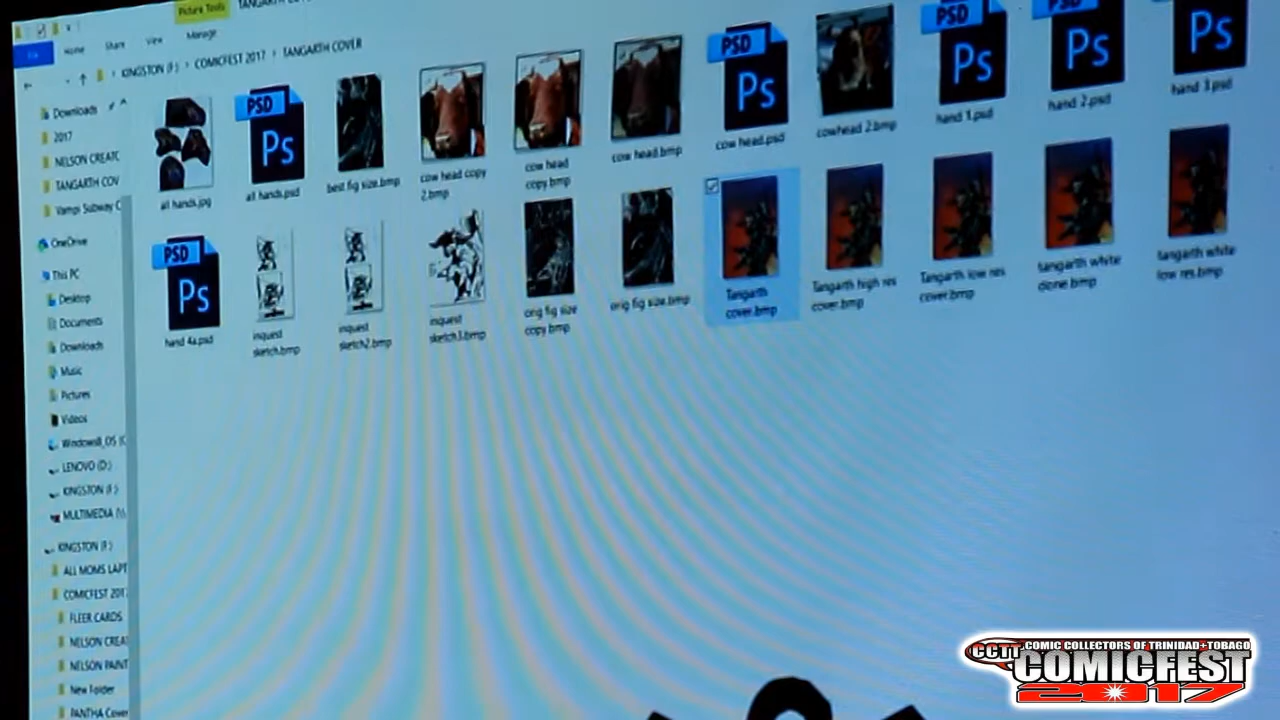 Picture Tools
Home
Share
View
Manage
KINGSTON (F:) > COMICFEST 2017 > TANGARTH COVER
Downloads
2017
NELSON CREATC
TANGARTH COV
Vampi Subway C
OneDrive
This PC
Desktop
Documents
Downloads
Music
Pictures
Videos
Windows8_OS (C
LENOVO (D:)
KINGSTON (F:)
MULTIMEDIA (\\
KINGSTON (F:)
ALL MOMS LAPT
COMICFEST 2017
FLEER CARDS
NELSON CREA
NELSON PAINT
New Folder
PANTHA Cover
PSD
Ps
PSD
Ps
PSD
Ps
PSD
Ps
Ps
all hands.jpg
all hands.psd
best fig size.bmp
cow head copy
2.bmp
cow head
copy.bmp
cow head.bmp
cow head.psd
cowhead 2.bmp
hand 1.psd
hand 2.psd
hand 3.psd
PSD
Ps
hand 4a.psd
inquest
sketch.bmp
inquest
sketch2.bmp
inquest
sketch3.bmp
orig fig size
copy.bmp
orig fig size.bmp
Tangarth
cover.bmp
Tangarth high res
cover.bmp
Tangarth low res
cover.bmp
tangarth white
done.bmp
tangarth white
low res.bmp
CCTT COMIC COLLECTORS OF TRINIDAD+TOBAGO
COMICFEST
2017